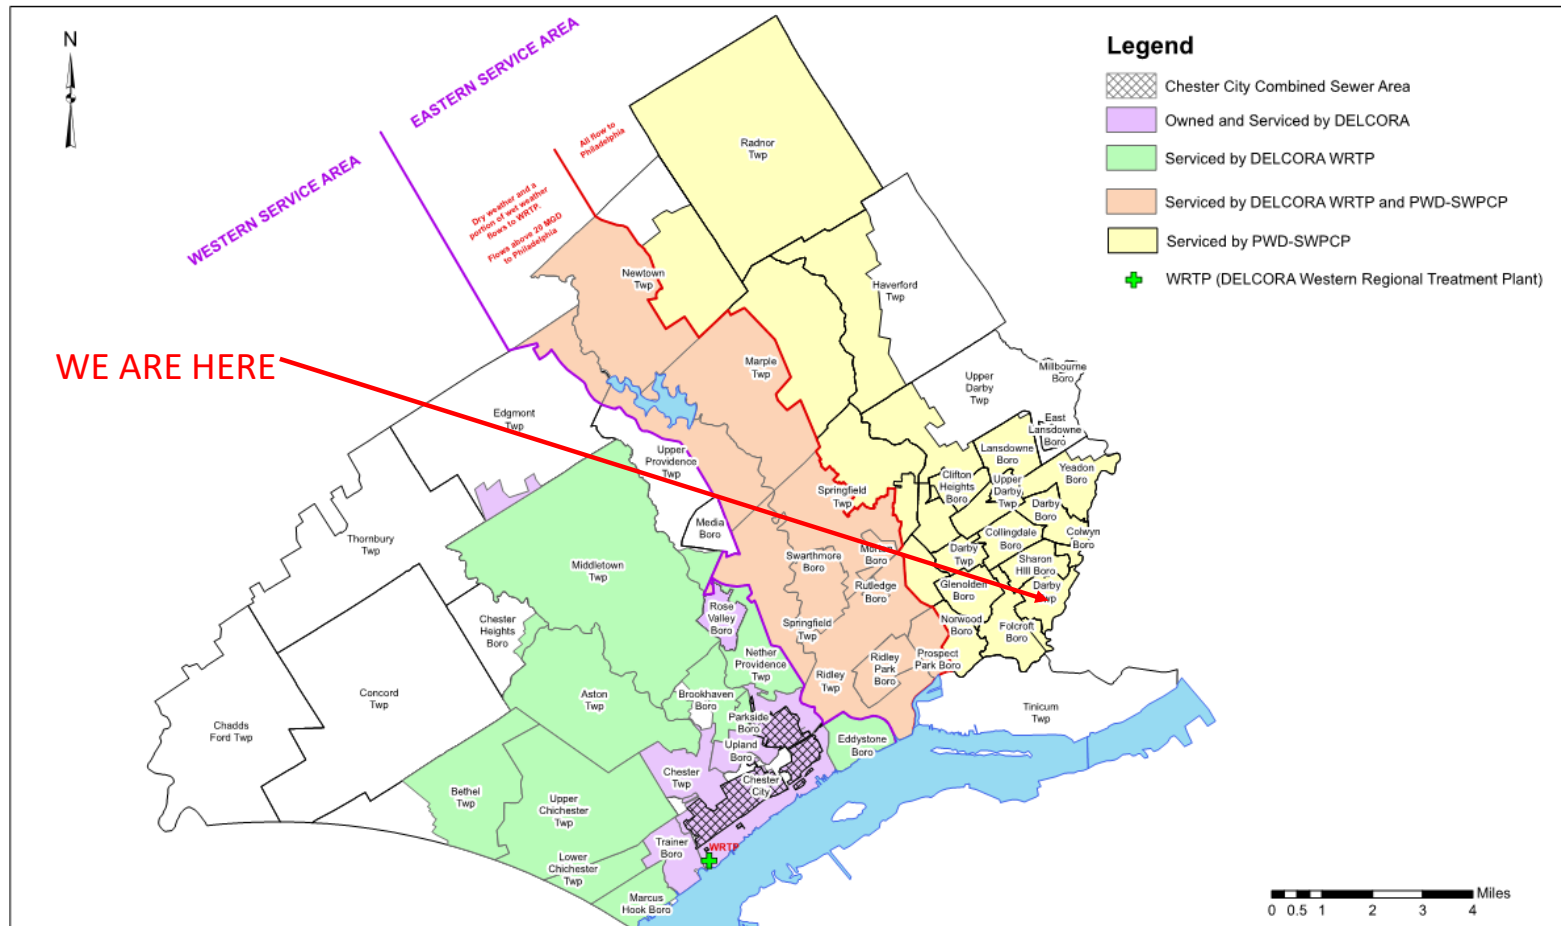 N
WESTERN SERVICE AREA
EASTERN SERVICE AREA
All flow to
Philadelphia
Dry weather and a
portion of wet weather
flows to WRTP.
Flows above 20 MGD
to Philadelphia
Legend
Chester City Combined Sewer Area
Owned and Serviced by DELCORA
Serviced by DELCORA WRTP
Serviced by DELCORA WRTP and PWD-SWPCP
Serviced by PWD-SWPCP
WRTP (DELCORA Western Regional Treatment Plant)
WE ARE HERE
Radnor
Twp
Newtown
Twp
Haverford
Twp
Marple
Twp
Upper
Darby
Twp
Millbourne
Boro
East
Lansdowne
Boro
Lansdowne
Boro
Edgmont
Twp
Upper
Providence
Twp
Springfield
Twp
Clifton
Heights
Boro
Upper
Darby
Twp
Yeadon
Boro
Darby
Boro
Colwyn
Boro
Collingdale
Boro
Media
Boro
Thornbury
Twp
Middletown
Twp
Swarthmore
Boro
Morton
Boro
Rutledge
Boro
Darby
Twp
Sharon
Hill Boro
Darby
Twp
Glenolden
Boro
Norwood
Boro
Folcroft
Boro
Chester
Heights
Boro
Rose
Valley
Boro
Springfield
Twp
Nether
Providence
Twp
Ridley
Twp
Ridley
Park
Boro
Prospect
Park Boro
Tinicum
Twp
Chadds
Ford Twp
Concord
Twp
Aston
Twp
Brookhaven
Boro
Parkside
Boro
Upland
Boro
Eddystone
Boro
Chester
Twp
Chester
City
Bethel
Twp
Upper
Chichester
Twp
Trainer
Boro
WRTP
Lower
Chichester
Twp
Marcus
Hook Boro
Miles
0 0.5 1 2 3 4